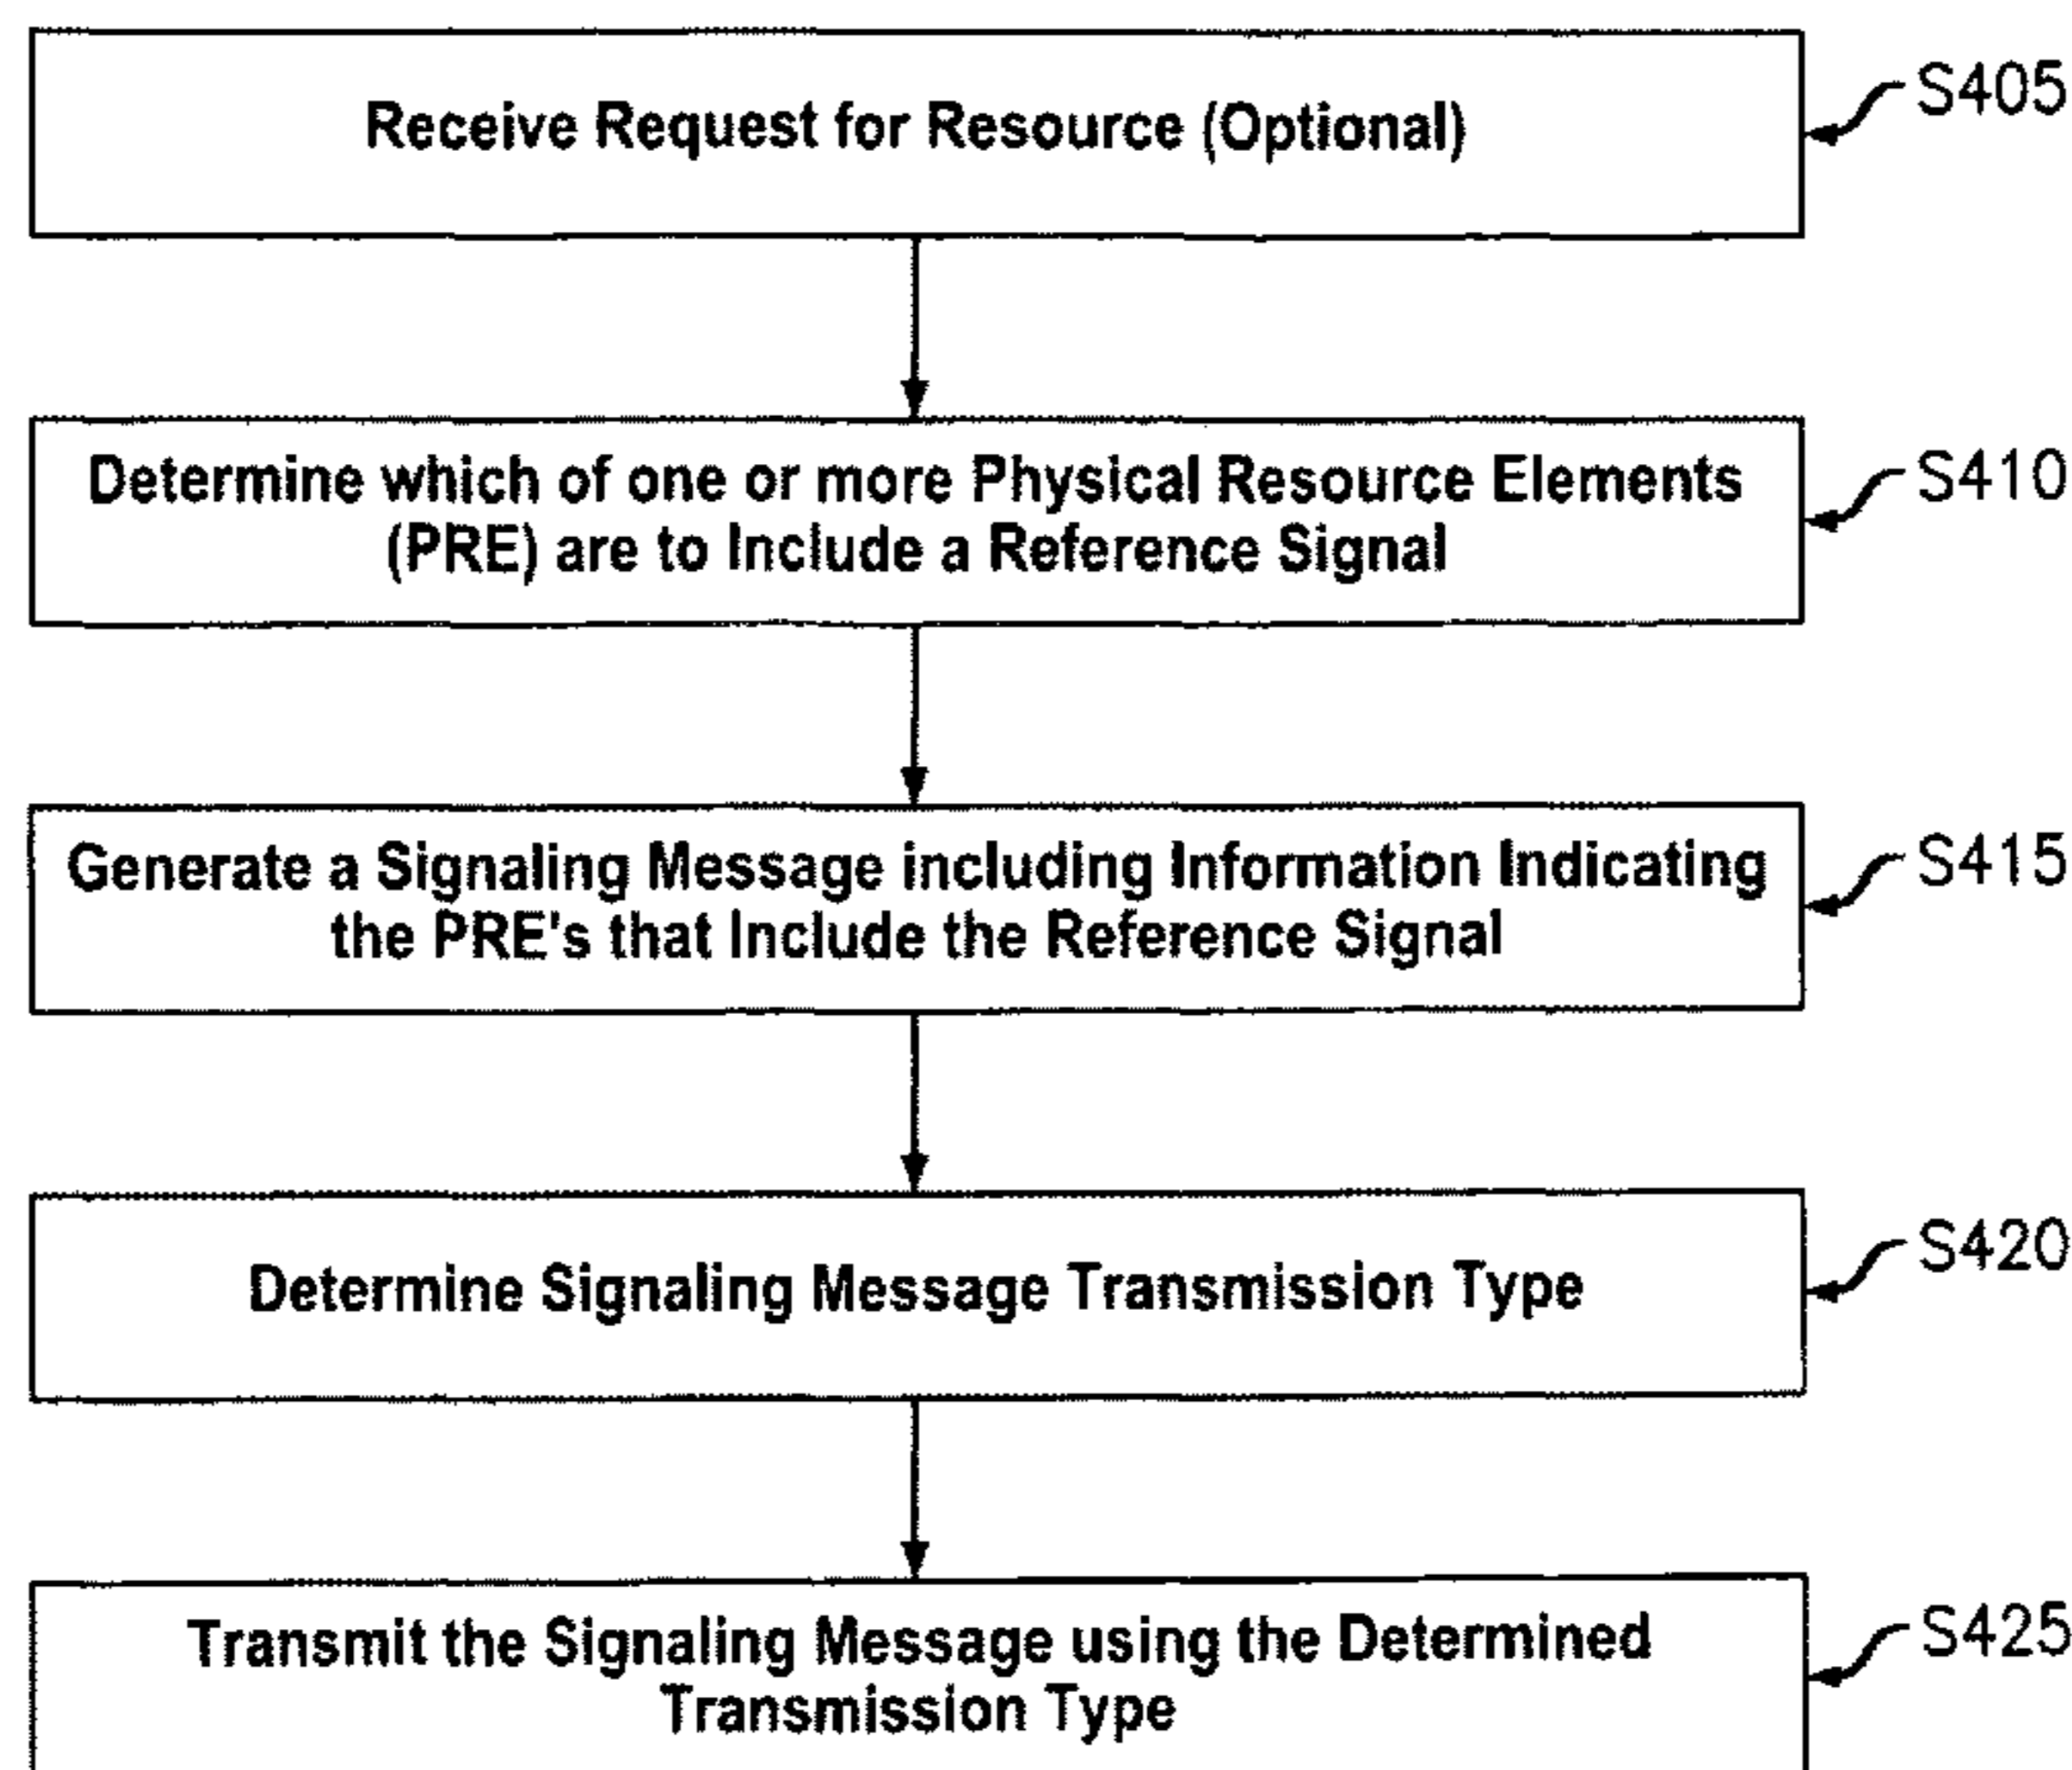 Receive Request for Resource (Optional)
S405
Determine which of one or more Physical Resource Elements
(PRE) are to Include a Reference Signal
S410
Generate a Signaling Message including Information Indicating
the PRE's that Include the Reference Signal
S415
Determine Signaling Message Transmission Type
S420
Transmit the Signaling Message using the Determined
Transmission Type
S425